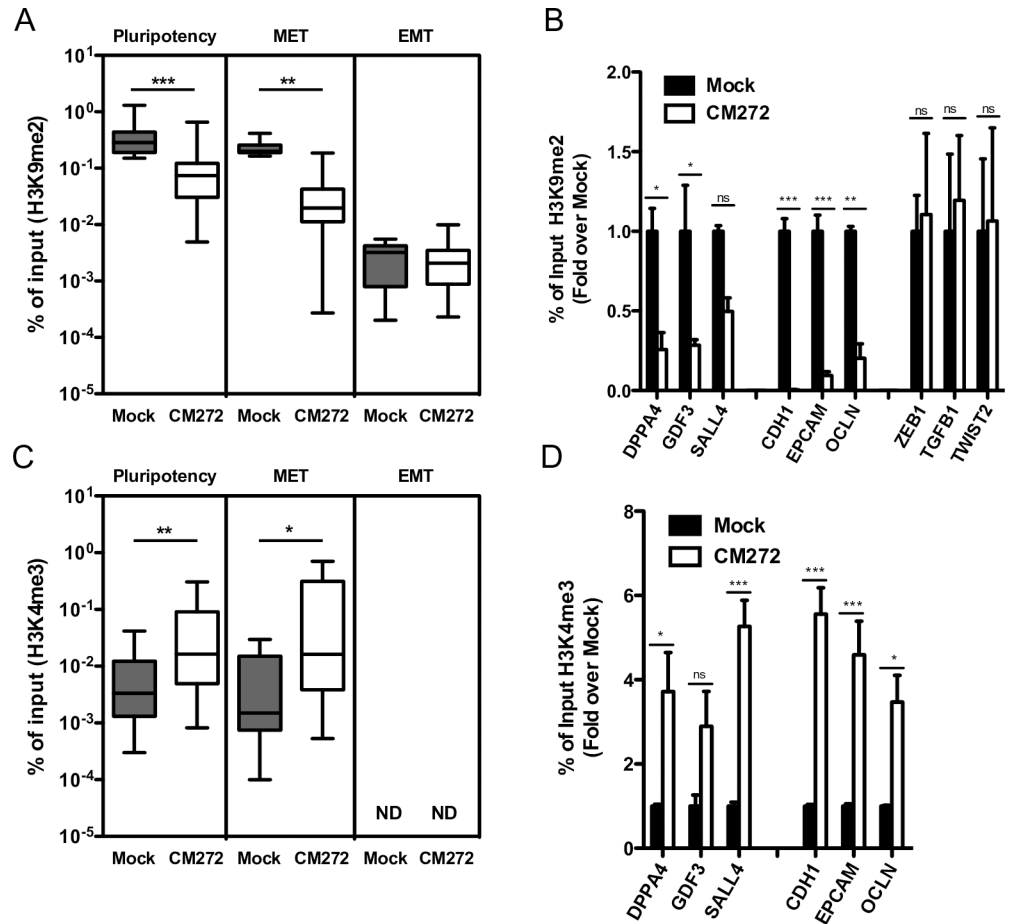 A
Pluripotency MET EMT
% of input (H3K9me2)
10^1
10^0
10^-1
10^-2
10^-3
10^-4
10^-5
*** **
Mock CM272 Mock CM272 Mock CM272
B
% of Input H3K9me2
(Fold over Mock)
2.0
1.5
1.0
0.5
0.0
Mock
CM272
* * ns *** *** ** ns ns ns
DPPA4 GDF3 SALL4 CDH1 EPCAM OCLN ZEB1 TGFB1 TWIST2
C
Pluripotency MET EMT
% of input (H3K4me3)
10^1
10^0
10^-1
10^-2
10^-3
10^-4
10^-5
** *
ND ND
Mock CM272 Mock CM272 Mock CM272
D
% of Input H3K4me3
(Fold over Mock)
8
6
4
2
0
Mock
CM272
* ns *** *** *** *
DPPA4 GDF3 SALL4 CDH1 EPCAM OCLN